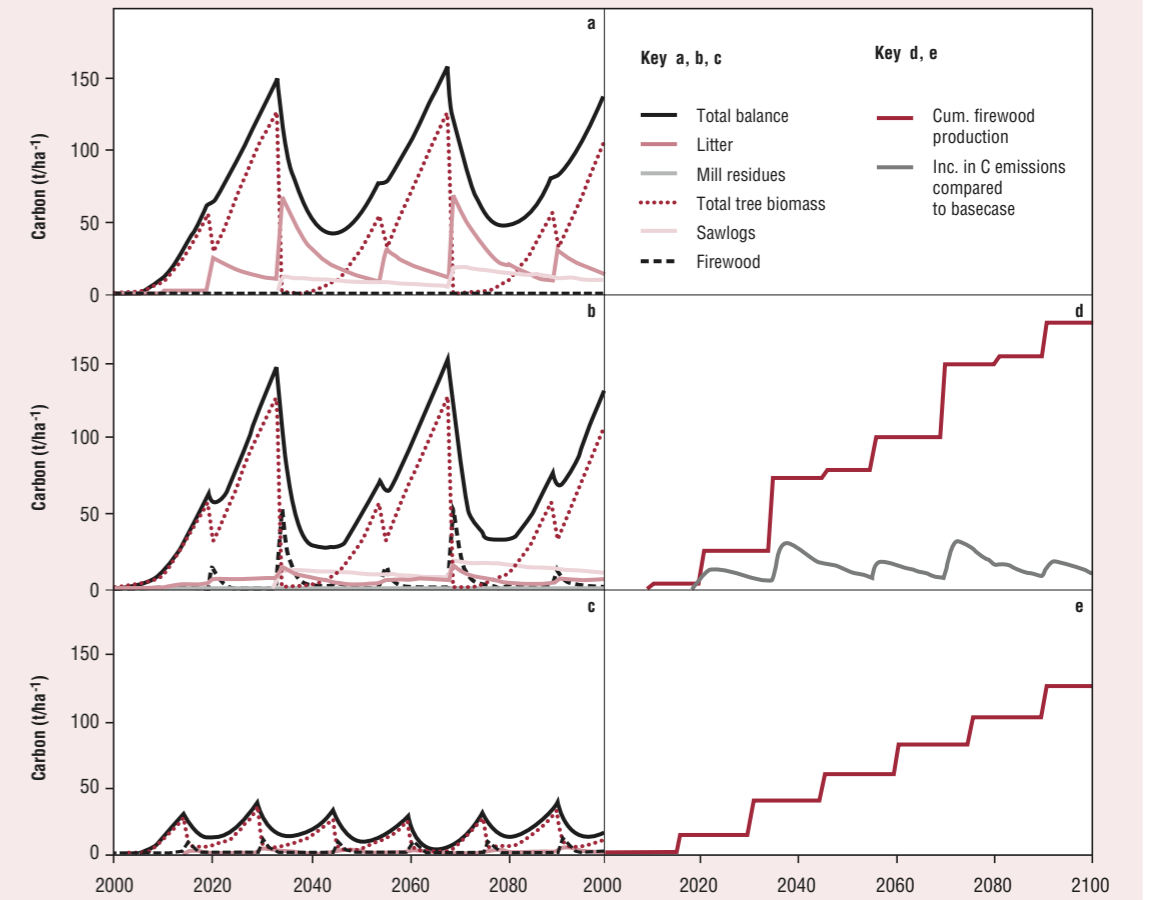 a
Key a, b, c
Key d, e
Total balance
Litter
Mill residues
Total tree biomass
Sawlogs
Firewood
Cum. firewood
production
Inc. in C emissions
compared
to basecase
Carbon (t/ha⁻¹)
150
100
50
0
b
d
Carbon (t/ha⁻¹)
150
100
50
0
c
e
Carbon (t/ha⁻¹)
150
100
50
0
2000 2020 2040 2060 2080 2000 2020 2040 2060 2080 2100